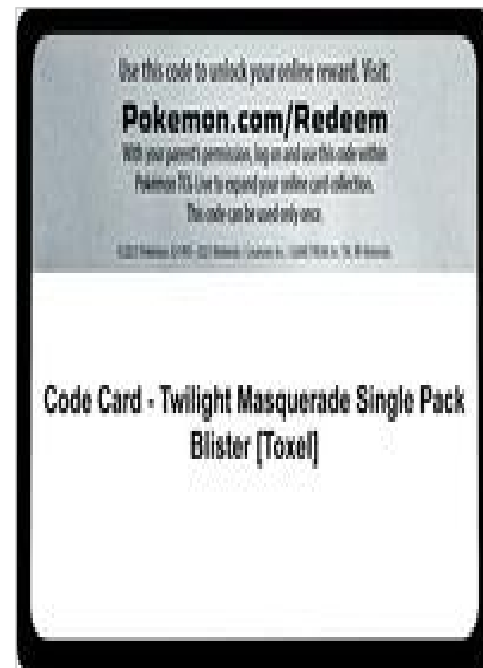 Use this code to unlock your online reward. Visit:
Pokemon.com/Redeem
With your parent's permission, log on and use this code within
Pokémon TCG Live to expand your online card collection.
This code can be used only once.
Code Card - Twilight Masquerade Single Pack
Blister [Toxel]